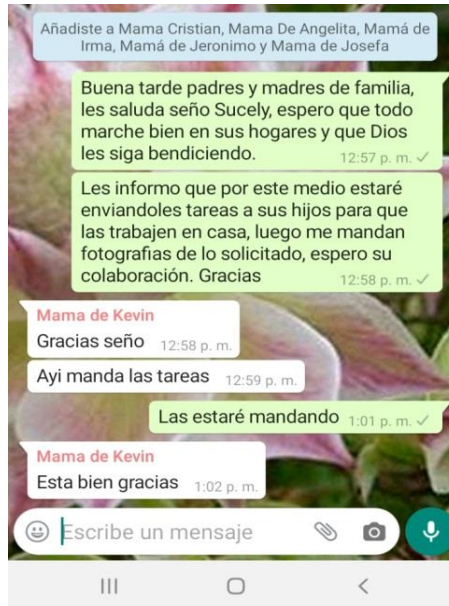 Añadiste a Mama Cristian, Mama De Angelita, Mamá de
Irma, Mamá de Jeronimo y Mama de Josefa
Buena tarde padres y madres de familia,
les saluda seño Sucely, espero que todo
marche bien en sus hogares y que Dios
les siga bendiciendo.
12:57 p. m.
Les informo que por este medio estaré
enviandoles tareas a sus hijos para que
las trabajen en casa, luego me mandan
fotografias de lo solicitado, espero su
colaboración. Gracias
12:58 p. m.
Mama de Kevin
Gracias seño 12:58 p. m.
Ayi manda las tareas 12:59 p. m.
Las estaré mandando 1:01 p. m.
Mama de Kevin
Esta bien gracias 1:02 p. m.
Escribe un mensaje